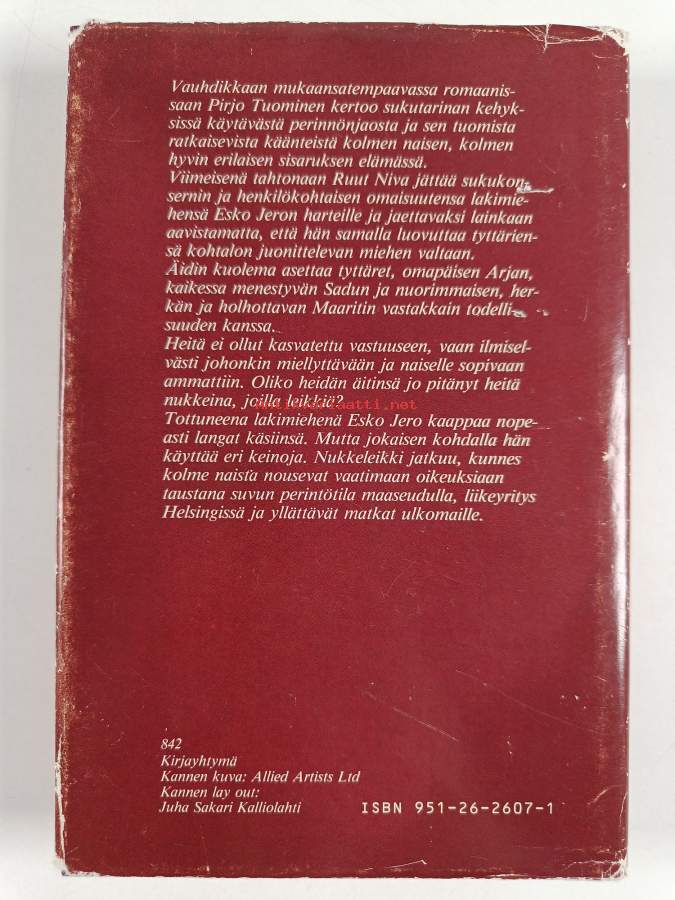 Vauhdikkaan mukaansatempaavassa romaanis-
saan Pirjo Tuominen kertoo sukutarinan kehyk-
sissä käytävästä perinnönjaosta ja sen tuomista
ratkaisevista käänteistä kolmen naisen, kolmen
hyvin erilaisen sisaruksen elämässä.
Viimeisenä tahtonaan Ruut Niva jättää sukukon-
sernin ja henkilökohtaisen omaisuutensa lakimie-
hensä Esko Jeron harteille ja jaettavaksi lainkaan
aavistamatta, että hän samalla luovuttaa tyttärien-
sä kohtalon juonittelevan miehen valtaan.
Äidin kuolema asettaa tyttäret, omapäisen Arjan,
kaikessa menestyvän Sadun ja nuorimmaisen, her-
kän ja holhottavan Maaritin vastakkain todelli-
suuden kanssa.
Heitä ei ollut kasvatettu vastuuseen, vaan ilmisel-
västi johonkin miellyttävään ja naiselle sopivaan
ammattiin. Oliko heidän äitinsä jo pitänyt heitä
nukkeina, joilla leikkiä?
antikvariaatti.net
Tottuneena lakimiehenä Esko Jero kaappaa nope-
asti langat käsiinsä. Mutta jokaisen kohdalla hän
käyttää eri keinoja. Nukkeleikki jatkuu, kunnes
kolme naista nousevat vaatimaan oikeuksiaan
taustana suvun perintötila maaseudulla, liikeyritys
Helsingissä ja yllättävät matkat ulkomaille.
842
Kirjayhtymä
Kannen kuva: Allied Artists Ltd
Kannen lay out:
Juha Sakari Kalliolahti
ISBN 951-26-2607-1